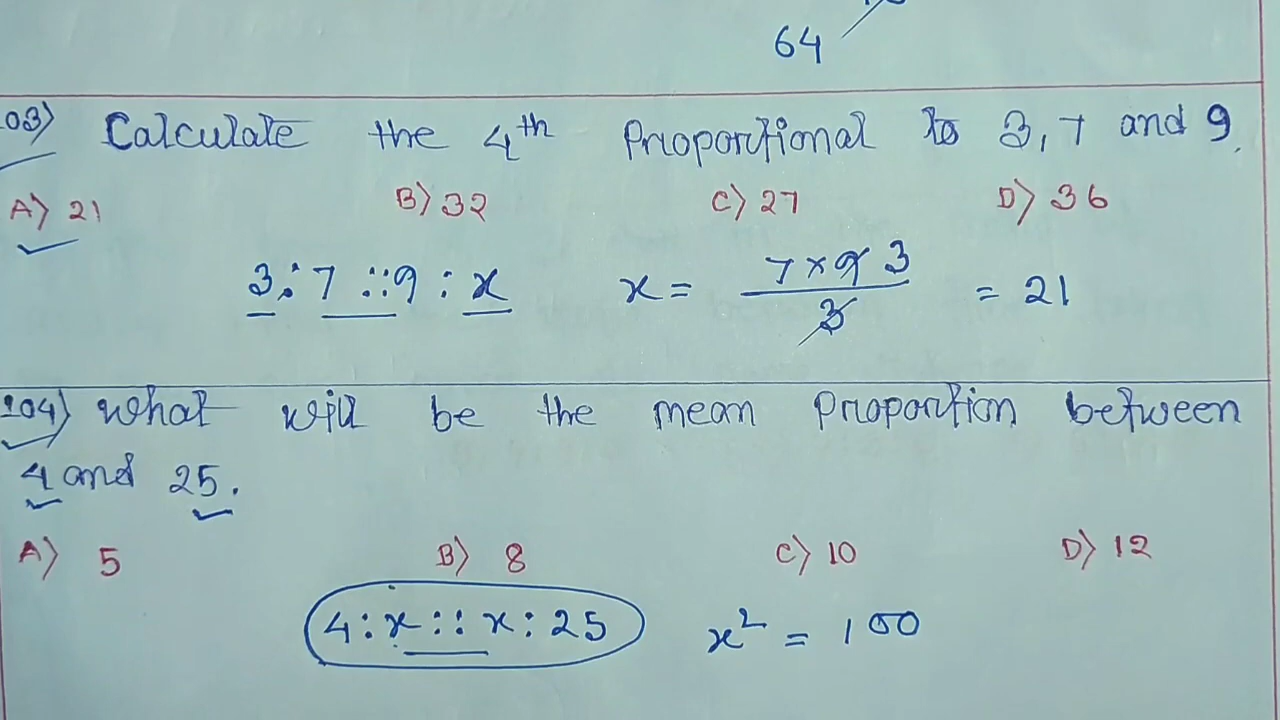 64
03) Calculate the 4th Proportional to 3, 7 and 9.
A) 21 B) 32 C) 27 D) 36
3 : 7 :: 9 : x x = 7 × 9 3 / 3 = 21
104) What will be the mean Proportion between
4 and 25.
A) 5 B) 8 C) 10 D) 12
4 : x :: x : 25 x² = 100